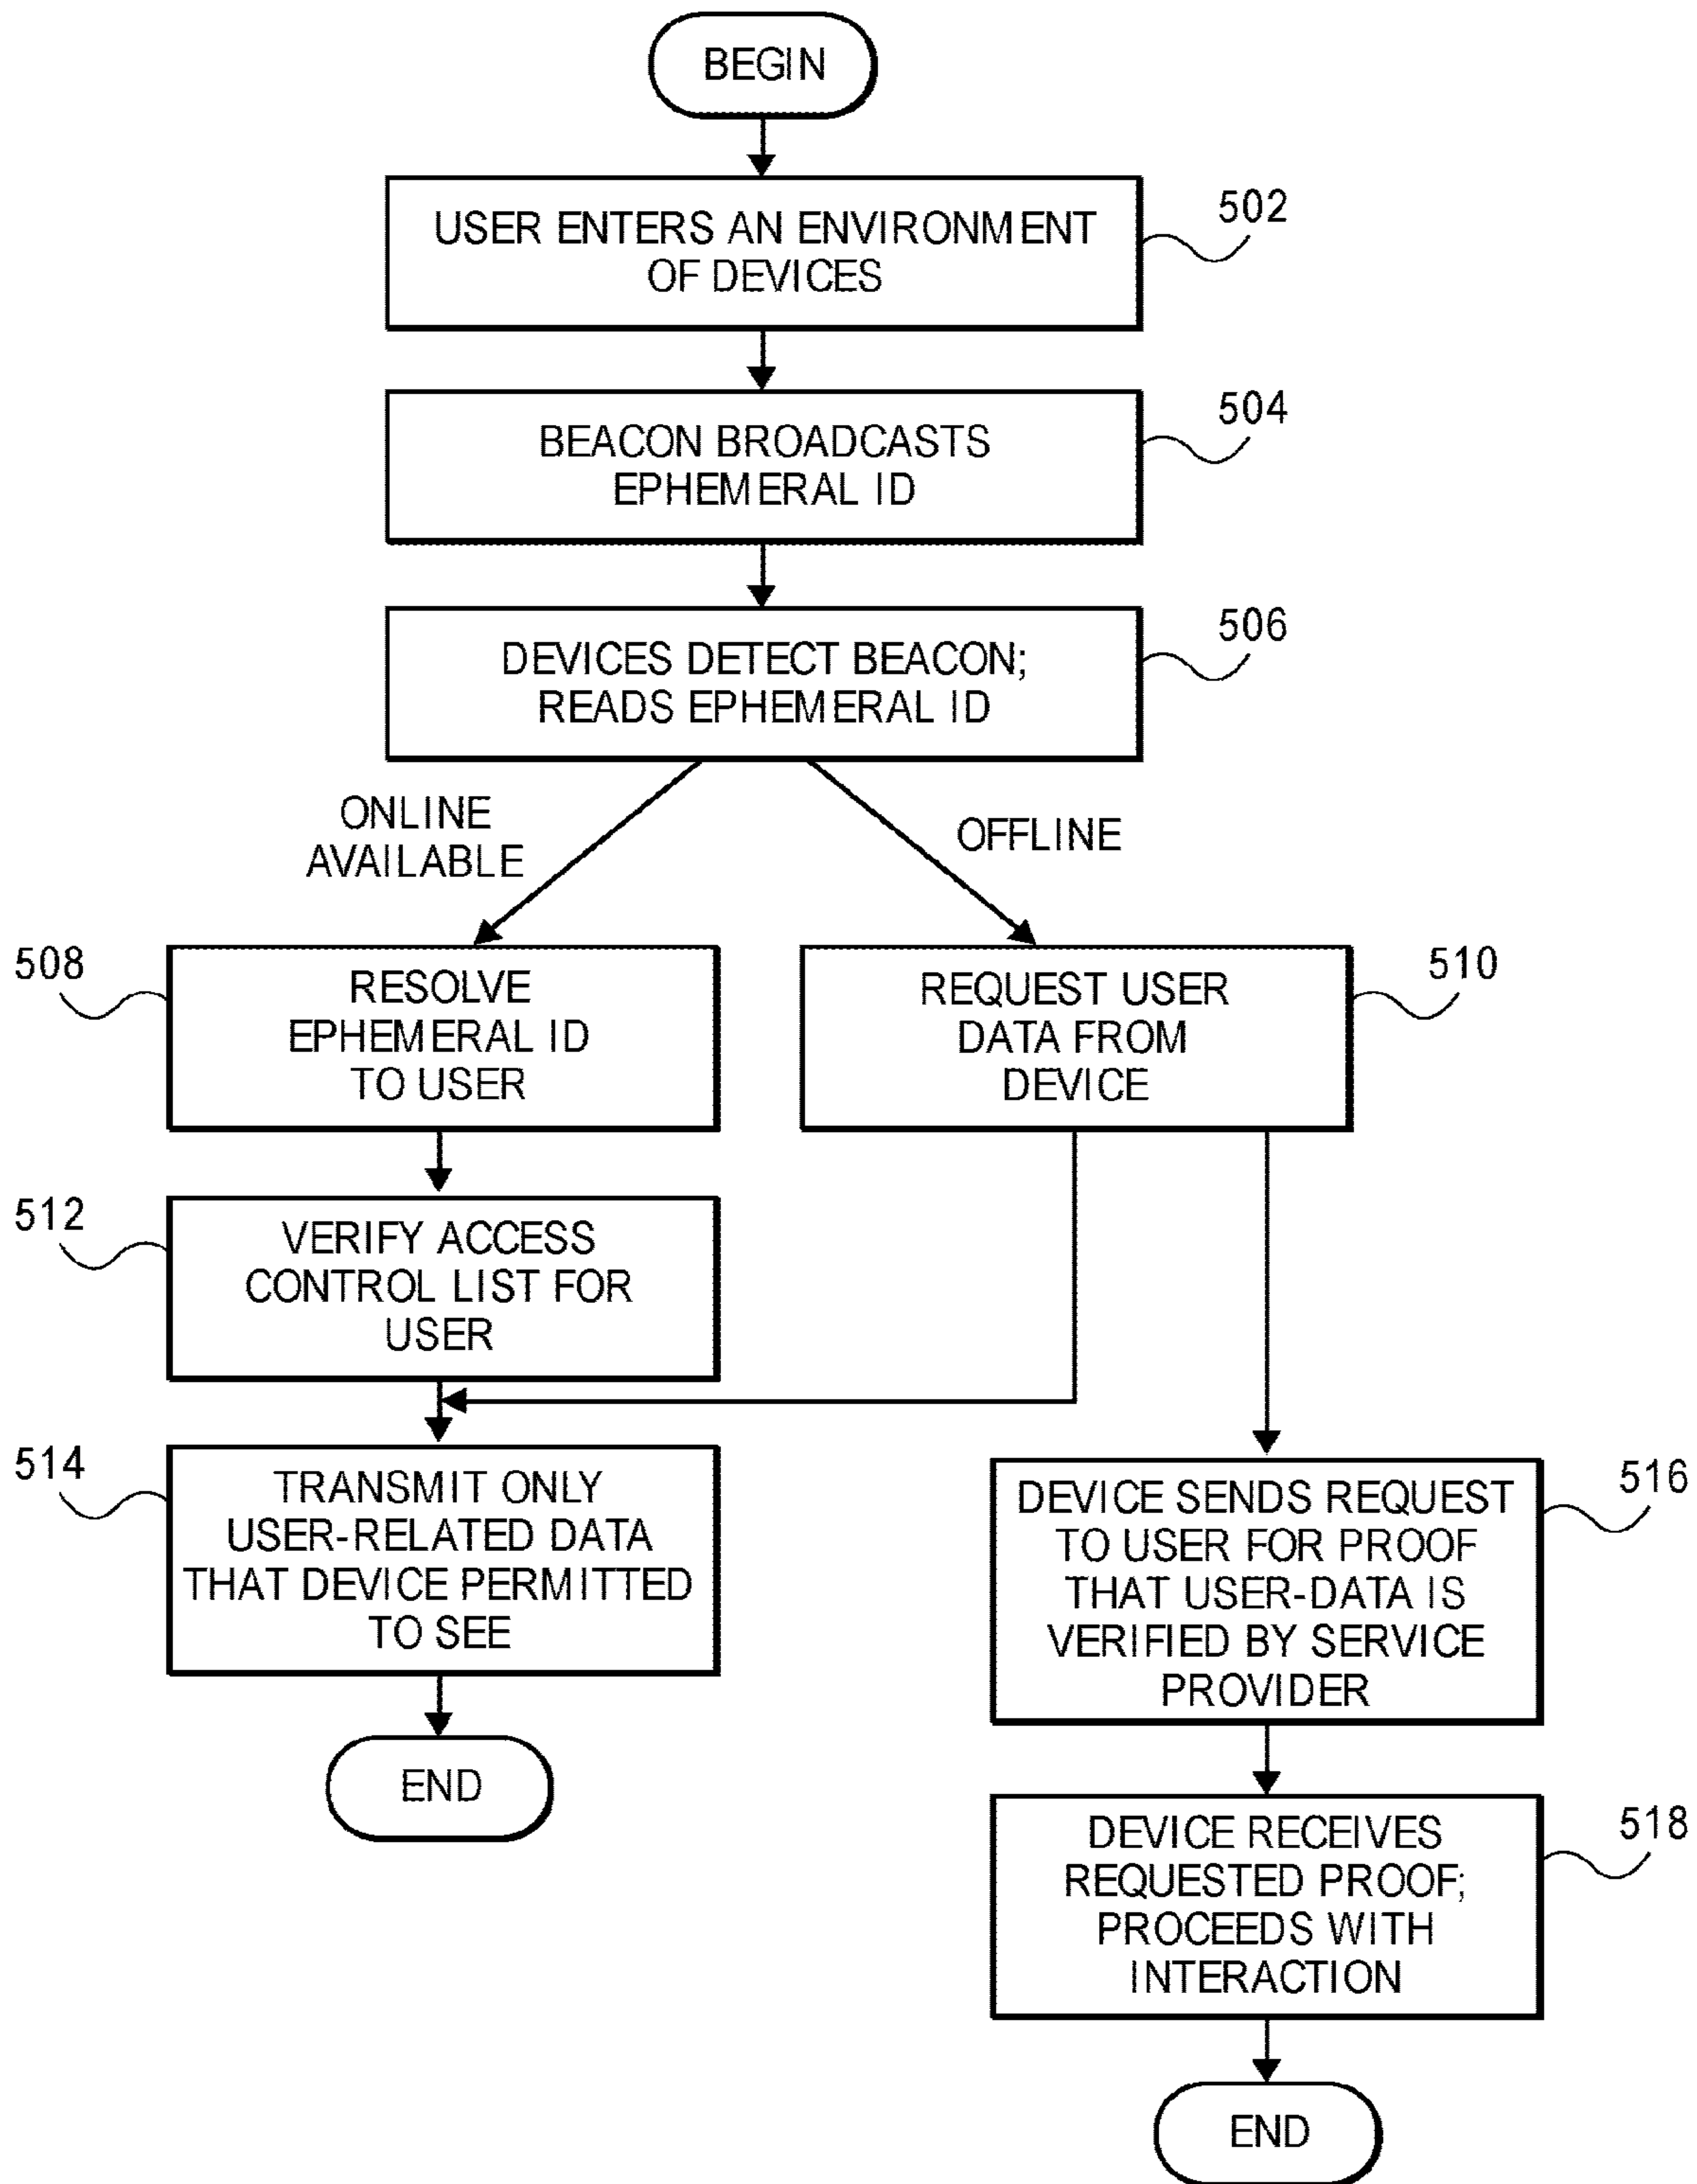 BEGIN
USER ENTERS AN ENVIRONMENT
OF DEVICES
502
BEACON BROADCASTS
EPHEMERAL ID
504
DEVICES DETECT BEACON;
READS EPHEMERAL ID
506
ONLINE
AVAILABLE
OFFLINE
508
RESOLVE
EPHEMERAL ID
TO USER
REQUEST USER
DATA FROM
DEVICE
510
512
VERIFY ACCESS
CONTROL LIST FOR
USER
514
TRANSMIT ONLY
USER-RELATED DATA
THAT DEVICE PERMITTED
TO SEE
END
DEVICE SENDS REQUEST
TO USER FOR PROOF
THAT USER-DATA IS
VERIFIED BY SERVICE
PROVIDER
516
DEVICE RECEIVES
REQUESTED PROOF;
PROCEEDS WITH
INTERACTION
518
END